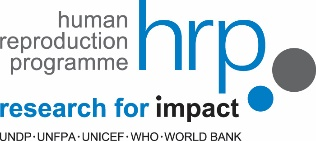 human
reproduction
programme
hrp
research for impact
UNDP·UNFPA·UNICEF·WHO·WORLD BANK